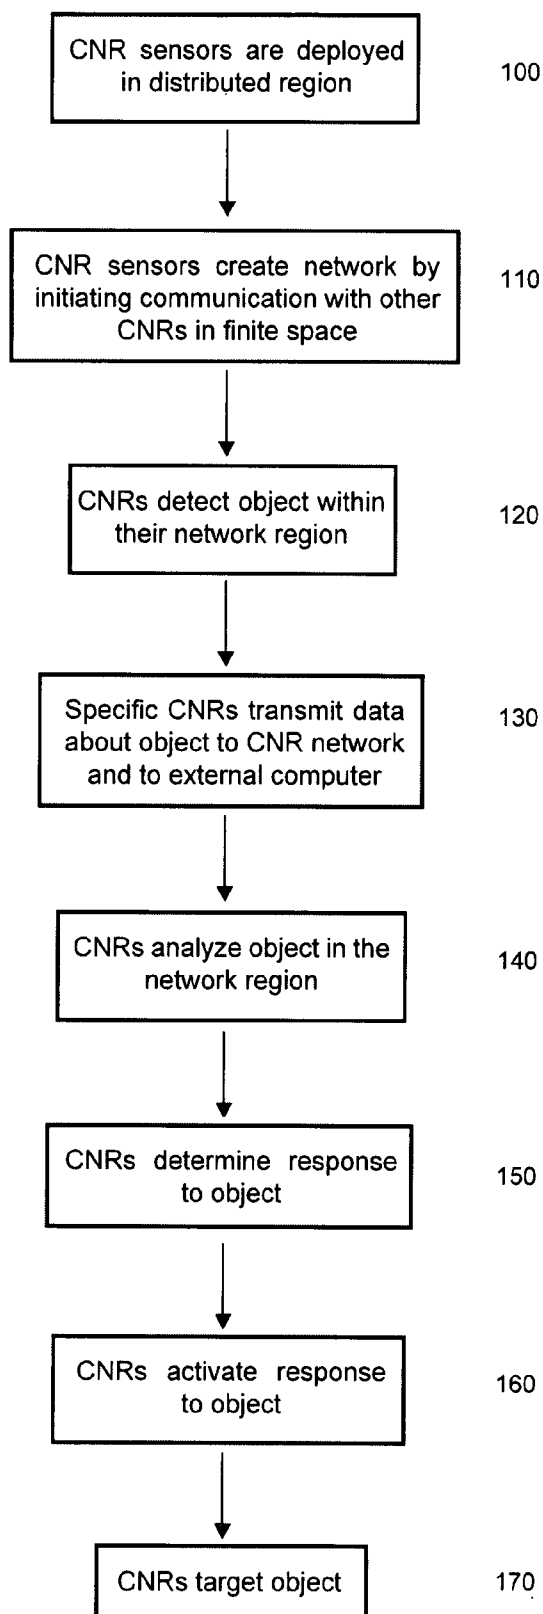 CNR sensors are deployed
in distributed region
100
CNR sensors create network by
initiating communication with other
CNRs in finite space
110
CNRs detect object within
their network region
120
Specific CNRs transmit data
about object to CNR network
and to external computer
130
CNRs analyze object in the
network region
140
CNRs determine response
to object
150
CNRs activate response
to object
160
CNRs target object
170